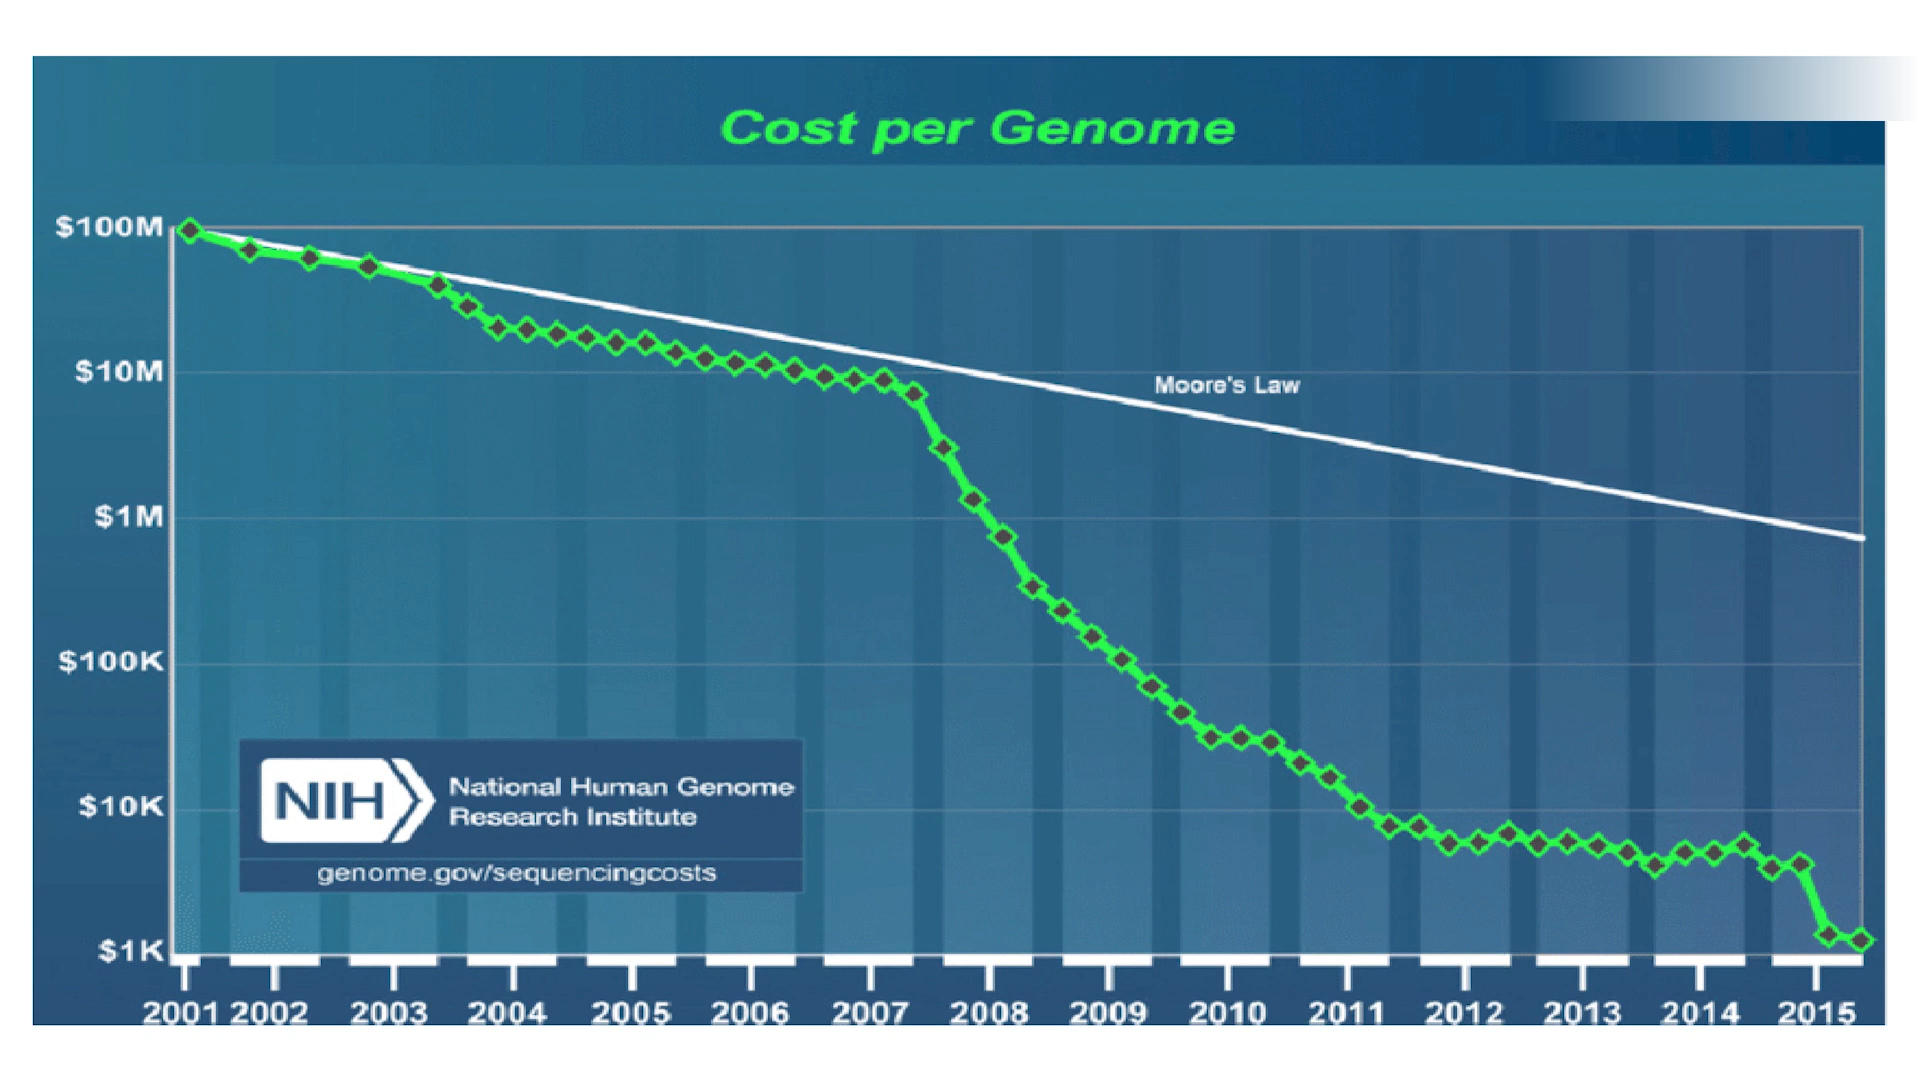 Cost per Genome
$100M
$10M
Moore's Law
$1M
$100K
$10K
$1K
NIH
National Human Genome
Research Institute
genome.gov/sequencingcosts
2001 2002 2003 2004 2005 2006 2007 2008 2009 2010 2011 2012 2013 2014 2015